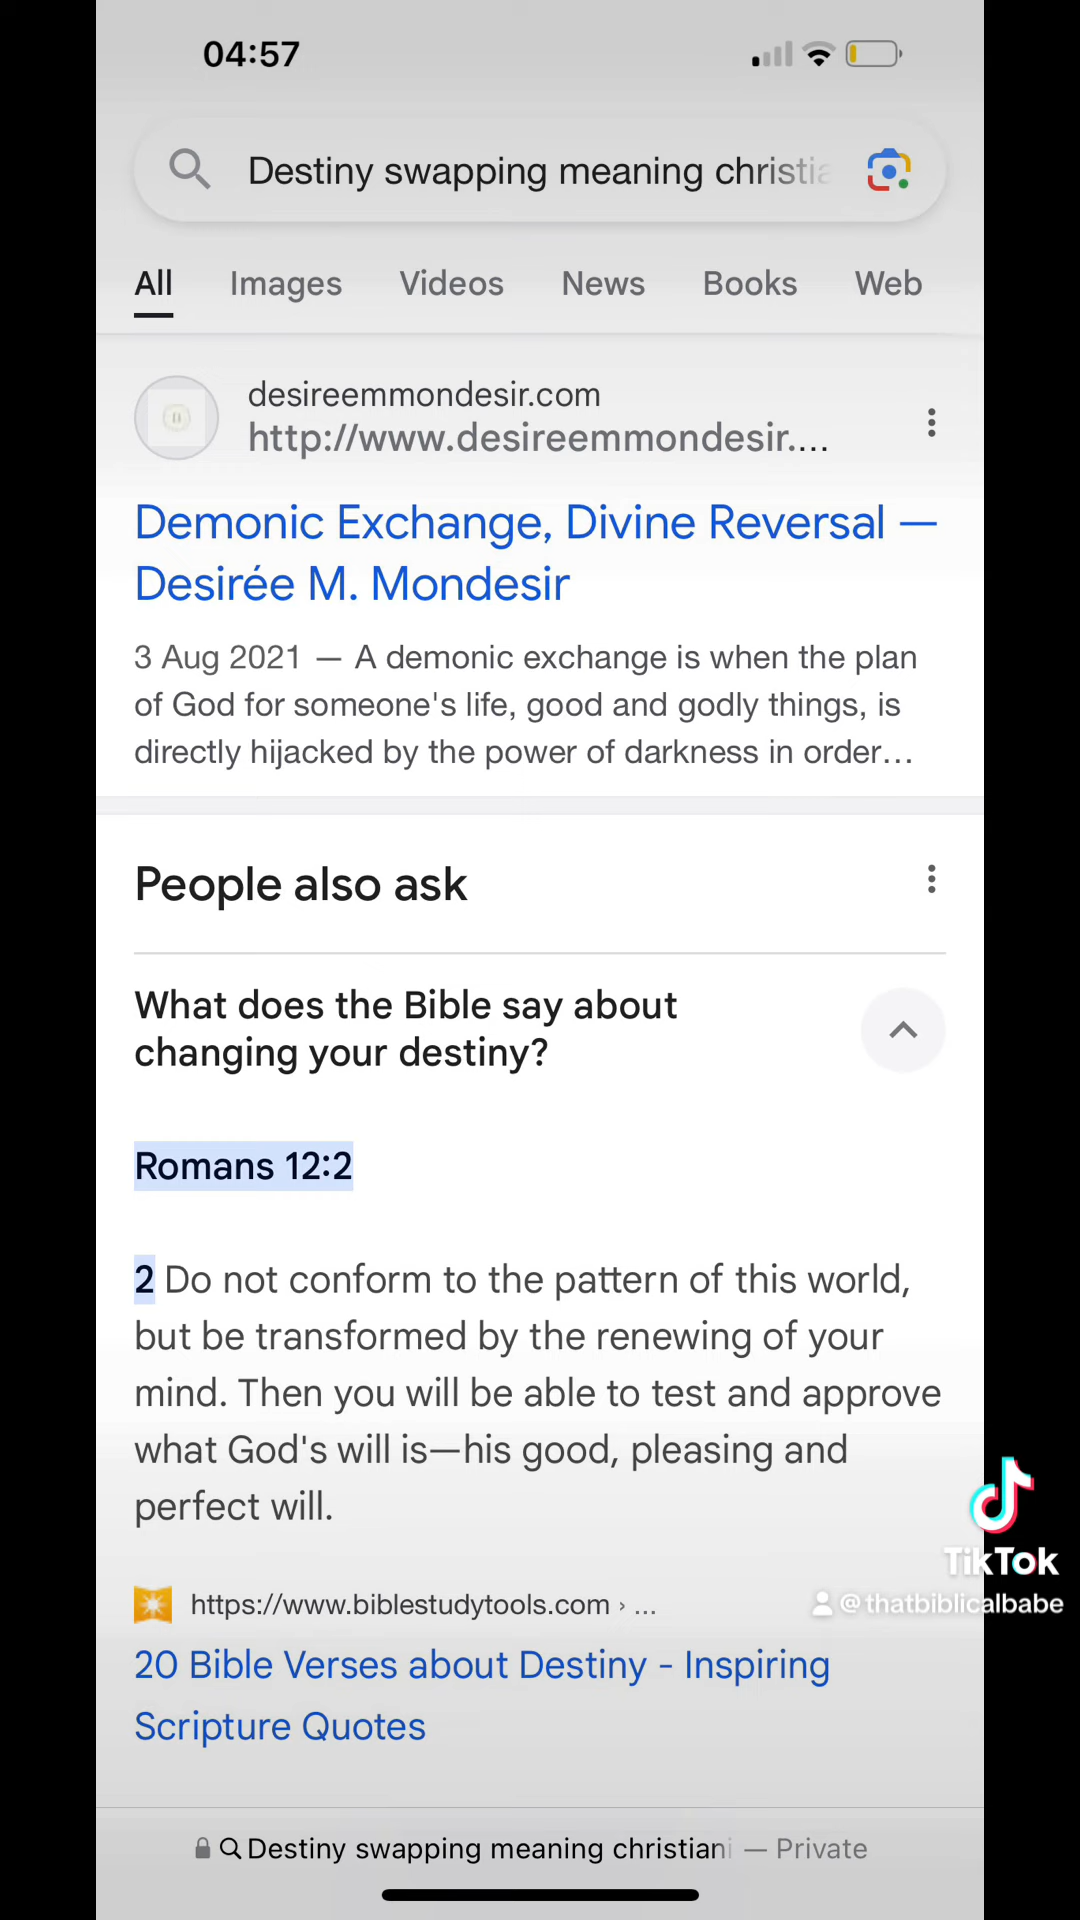 04:57
Destiny swapping meaning christia
All Images Videos News Books Web
desireemmondesir.com
http://www.desireemmondesir....
Demonic Exchange, Divine Reversal —
Desirée M. Mondesir
3 Aug 2021 — A demonic exchange is when the plan
of God for someone's life, good and godly things, is
directly hijacked by the power of darkness in order...
People also ask
What does the Bible say about
changing your destiny?
Romans 12:2
2 Do not conform to the pattern of this world,
but be transformed by the renewing of your
mind. Then you will be able to test and approve
what God's will is—his good, pleasing and
perfect will.
TikTok
@thatbiblicalbabe
https://www.biblestudytools.com › ...
20 Bible Verses about Destiny - Inspiring
Scripture Quotes
Destiny swapping meaning christiani — Private